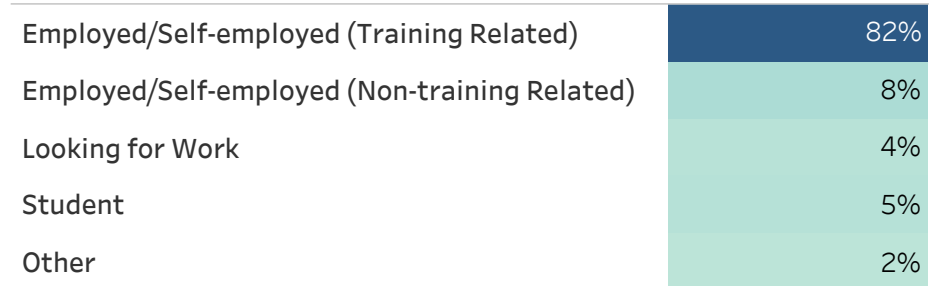 Employed/Self-employed (Training Related) 82%
Employed/Self-employed (Non-training Related) 8%
Looking for Work 4%
Student 5%
Other 2%